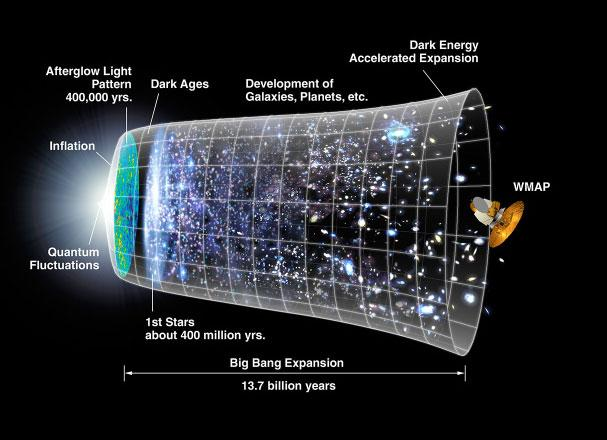 Dark Energy
Accelerated Expansion
Afterglow Light
Pattern
400,000 yrs.
Dark Ages
Development of
Galaxies, Planets, etc.
Inflation
WMAP
Quantum
Fluctuations
1st Stars
about 400 million yrs.
Big Bang Expansion
13.7 billion years